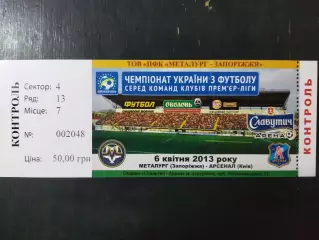 КОНТРОЛЬ
Сектор: 4
Ряд: 13
Місце: 7
№ 002048
Ціна: 50,00 грн
ТОВ «ПФК «МЕТАЛУРГ - ЗАПОРІЖЖЯ»
ЧЕМПІОНАТ УКРАЇНИ З ФУТБОЛУ
СЕРЕД КОМАНД КЛУБІВ ПРЕМ'ЄР-ЛІГИ
ФУТБОЛ
ОБОЛОНЬ
Славутич
АРЕНА
6 квітня 2013 року
МЕТАЛУРГ (Запоріжжя) - АРСЕНАЛ (Київ)
КОНТРОЛЬ